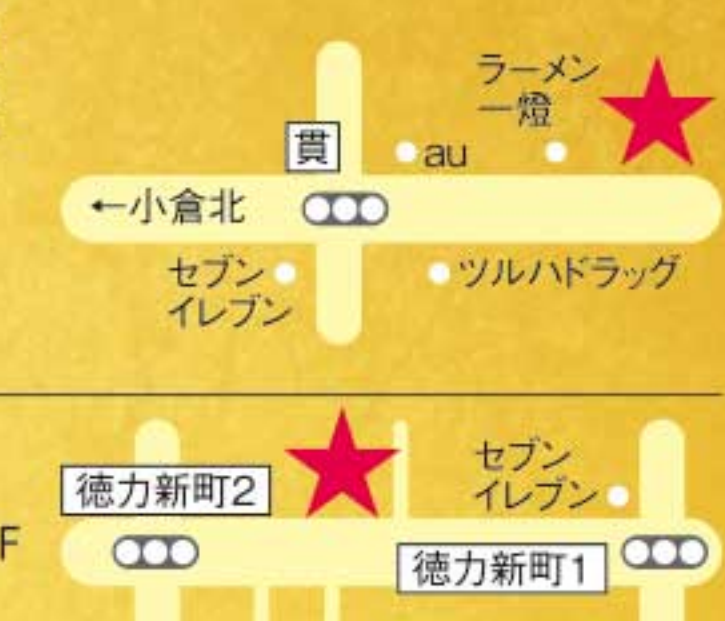 ラーメン
一燈
貫
au
←小倉北
セブン
イレブン
ツルハドラッグ
セブン
イレブン
徳力新町2
F
徳力新町1